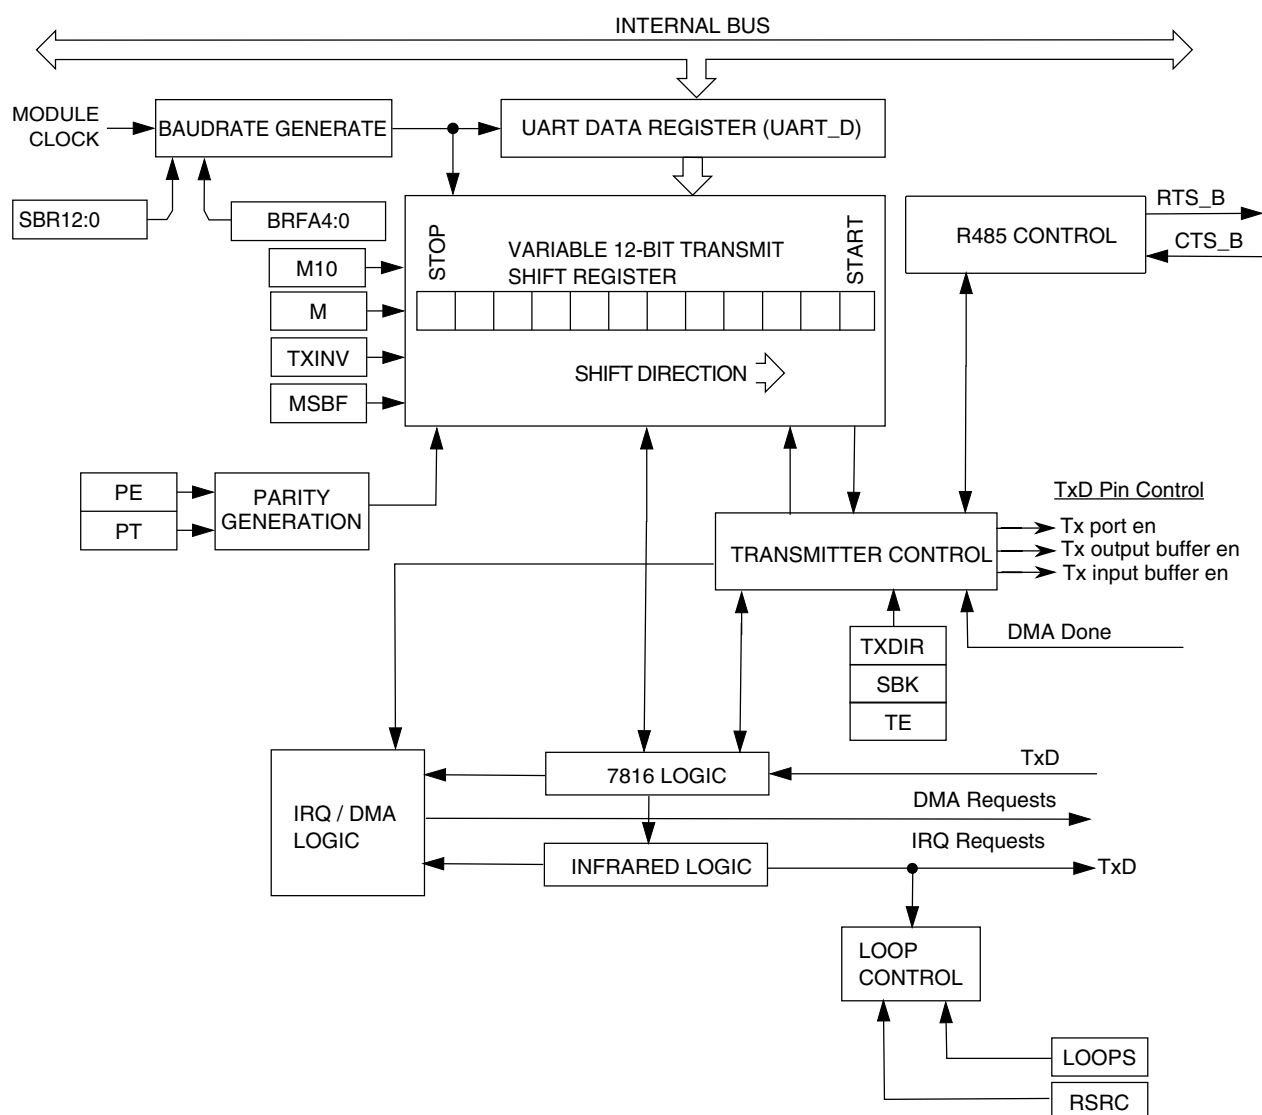 INTERNAL BUS
MODULE
CLOCK
BAUDRATE GENERATE
UART DATA REGISTER (UART_D)
SBR12:0
BRFA4:0
STOP
VARIABLE 12-BIT TRANSMIT
SHIFT REGISTER
START
R485 CONTROL
RTS_B
CTS_B
M10
M
TXINV
MSBF
SHIFT DIRECTION
PE
PT
PARITY
GENERATION
TRANSMITTER CONTROL
TxD Pin Control
Tx port en
Tx output buffer en
Tx input buffer en
DMA Done
TXDIR
SBK
TE
IRQ / DMA
LOGIC
7816 LOGIC
TxD
DMA Requests
IRQ Requests
INFRARED LOGIC
TxD
LOOP
CONTROL
LOOPS
RSRC